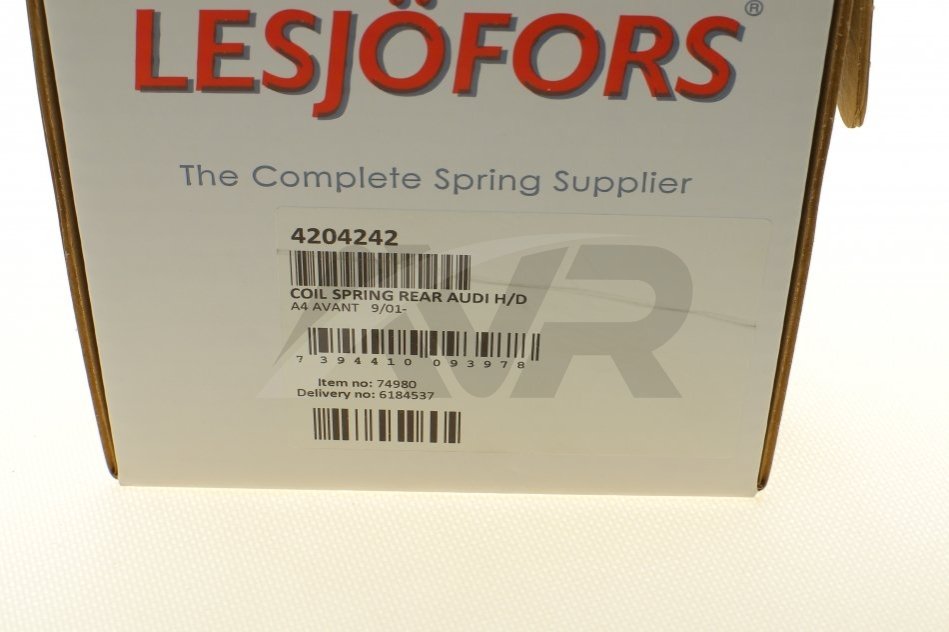 LESJÖFORS®
The Complete Spring Supplier
4204242
COIL SPRING REAR AUDI H/D
A4 AVANT 9/01-
7 394410 093978
Item no: 74980
Delivery no: 6184537
AVR